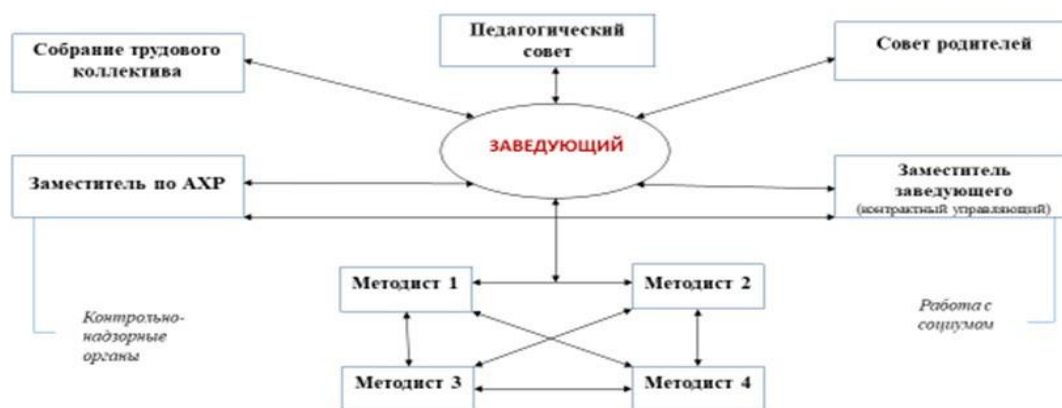 Педагогический
совет
Собрание трудового
коллектива
Совет родителей
ЗАВЕДУЮЩИЙ
Заместитель по АХР
Заместитель
заведующего
(контрактный управляющий)
Методист 1
Методист 2
Контрольно-
надзорные
органы
Работа с
социумом
Методист 3
Методист 4